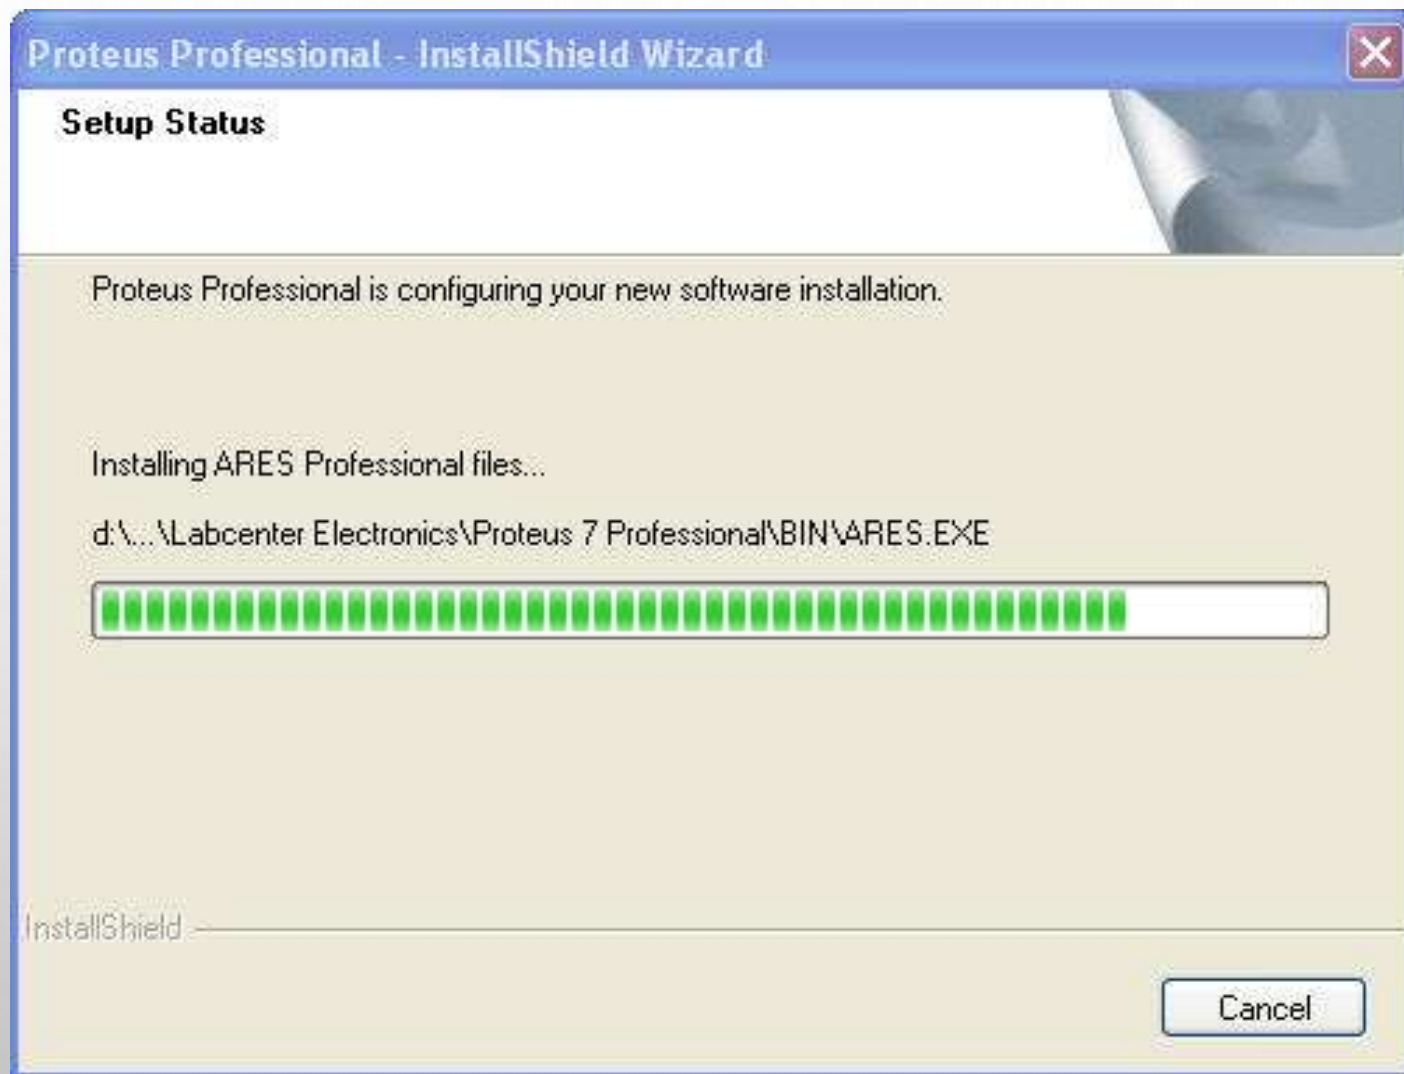 Proteus Professional - InstallShield Wizard
Setup Status
Proteus Professional is configuring your new software installation.
Installing ARES Professional files...
d:\...\Labcenter Electronics\Proteus 7 Professional\BIN\ARES.EXE
InstallShield
Cancel